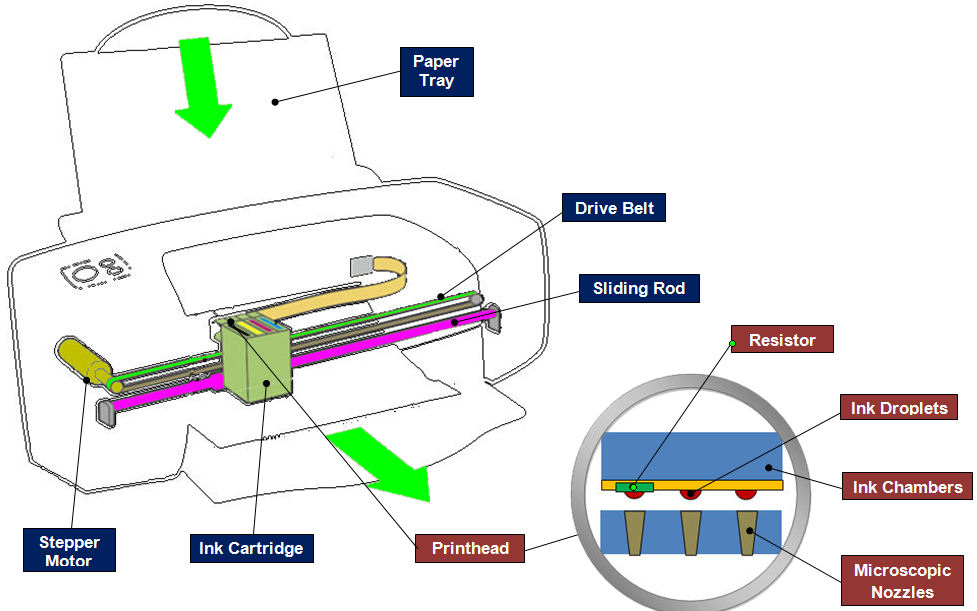 Paper
Tray
Drive Belt
Sliding Rod
Resistor
Ink Droplets
Ink Chambers
Stepper
Motor
Ink Cartridge
Printhead
Microscopic
Nozzles